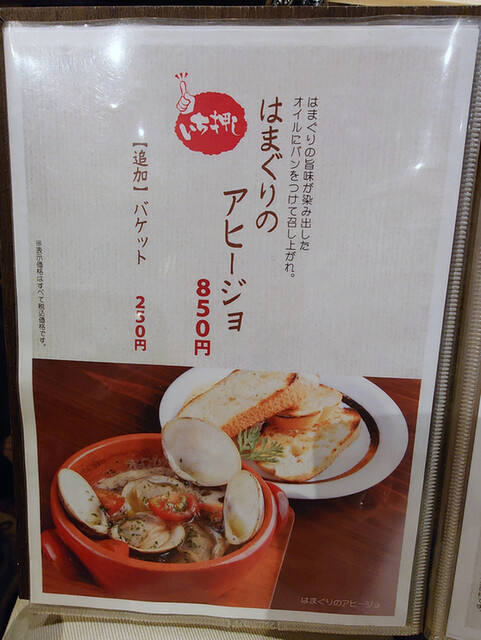 はまぐりの旨味が染み出した
オイルにパンをつけて召し上がれ。
はまぐりの
アヒージョ
850円
いち押し
【追加】バケット
250円
※表示価格はすべて税込価格です。
はまぐりのアヒージョ